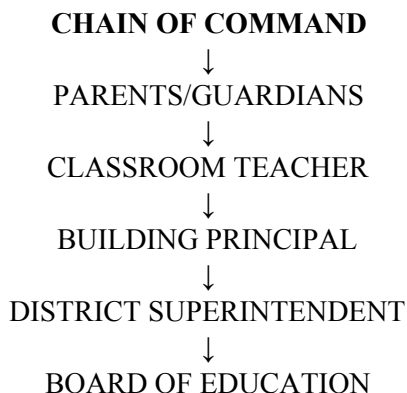 CHAIN OF COMMAND
↓
PARENTS/GUARDIANS
↓
CLASSROOM TEACHER
↓
BUILDING PRINCIPAL
↓
DISTRICT SUPERINTENDENT
↓
BOARD OF EDUCATION